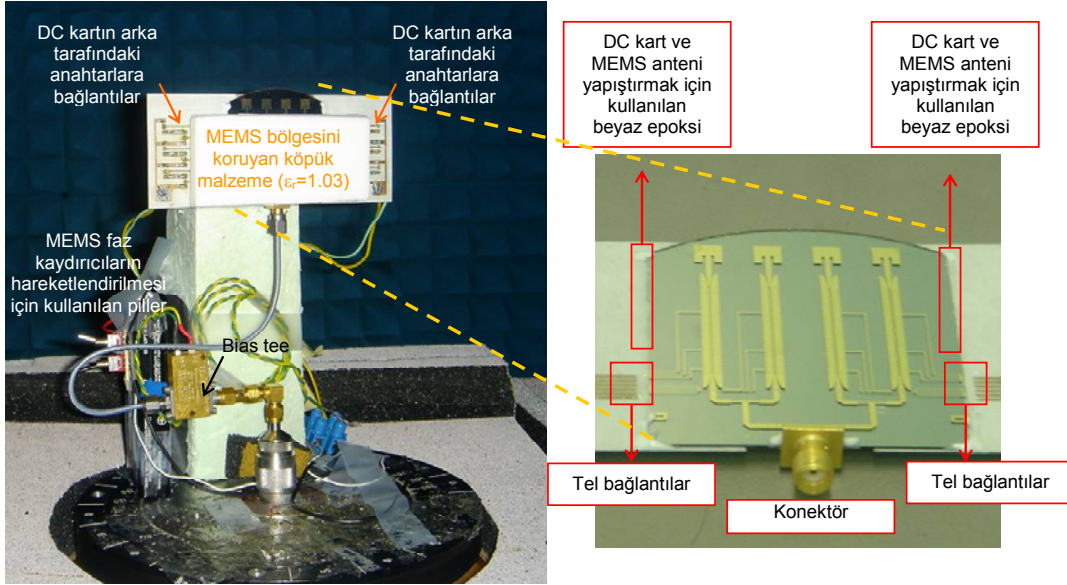 DC kartın arka
tarafındaki
anahtarlara
bağlantılar
DC kartın arka
tarafındaki
anahtarlara
bağlantılar
MEMS bölgesini
koruyan köpük
malzeme (εr=1.03)
MEMS faz
kaydırıcıların
hareketlendirilmesi
için kullanılan piller
Bias tee
DC kart ve
MEMS anteni
yapıştırmak için
kullanılan
beyaz epoksi
DC kart ve
MEMS anteni
yapıştırmak için
kullanılan
beyaz epoksi
Tel bağlantılar
Konektör
Tel bağlantılar